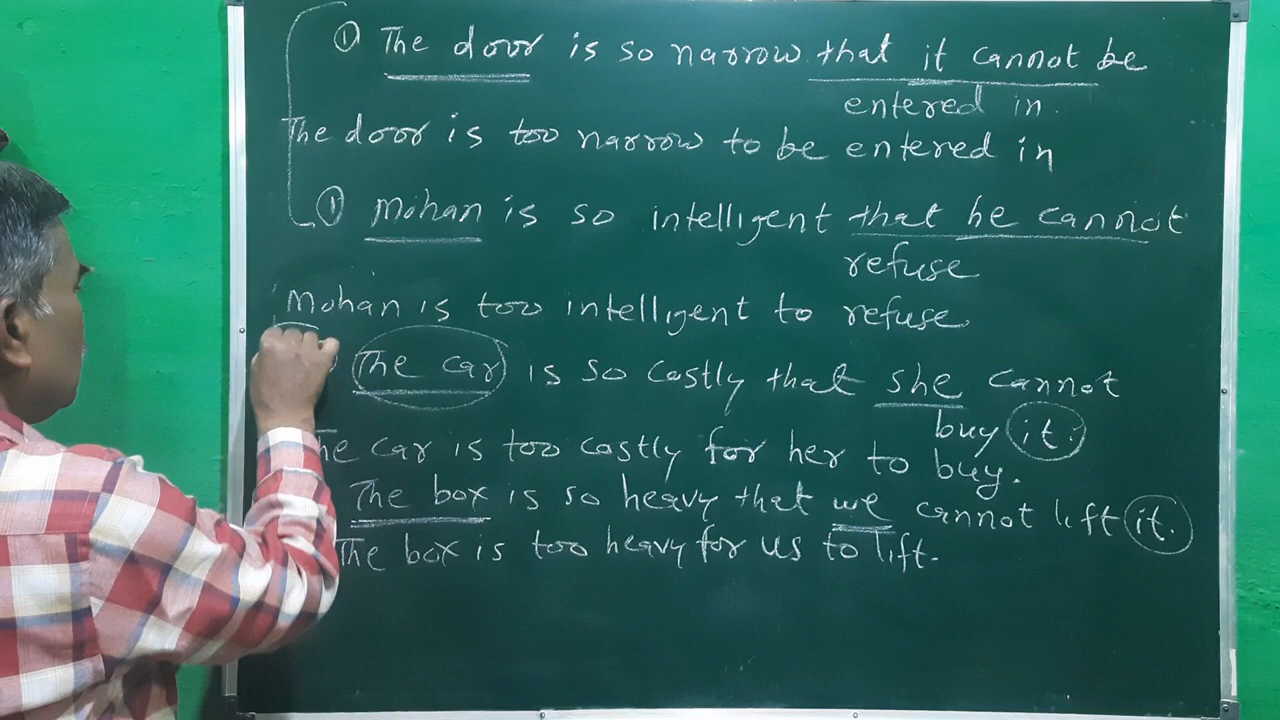 ① The door is so narrow that it cannot be
entered in.
The door is too narrow to be entered in
① Mohan is so intelligent that he cannot
refuse
Mohan is too intelligent to refuse
The car is so costly that she cannot
buy it.
The car is too costly for her to buy.
The box is so heavy that we cannot lift it.
The box is too heavy for us to lift.